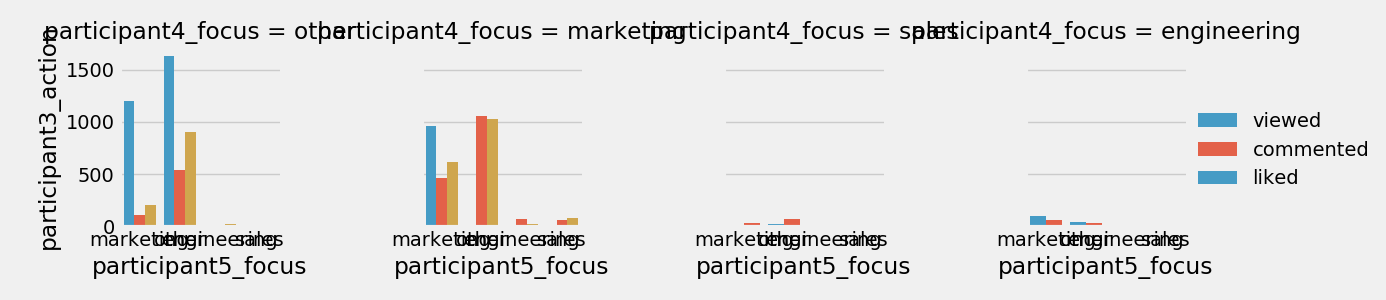 participant4_focus = other
participant4_focus = marketing
participant4_focus = sales
participant4_focus = engineering
participant3_action
1500
1000
500
0
marketing other engineering sales
marketing other engineering sales
marketing other engineering sales
marketing other engineering sales
participant5_focus
participant5_focus
participant5_focus
participant5_focus
viewed
commented
liked